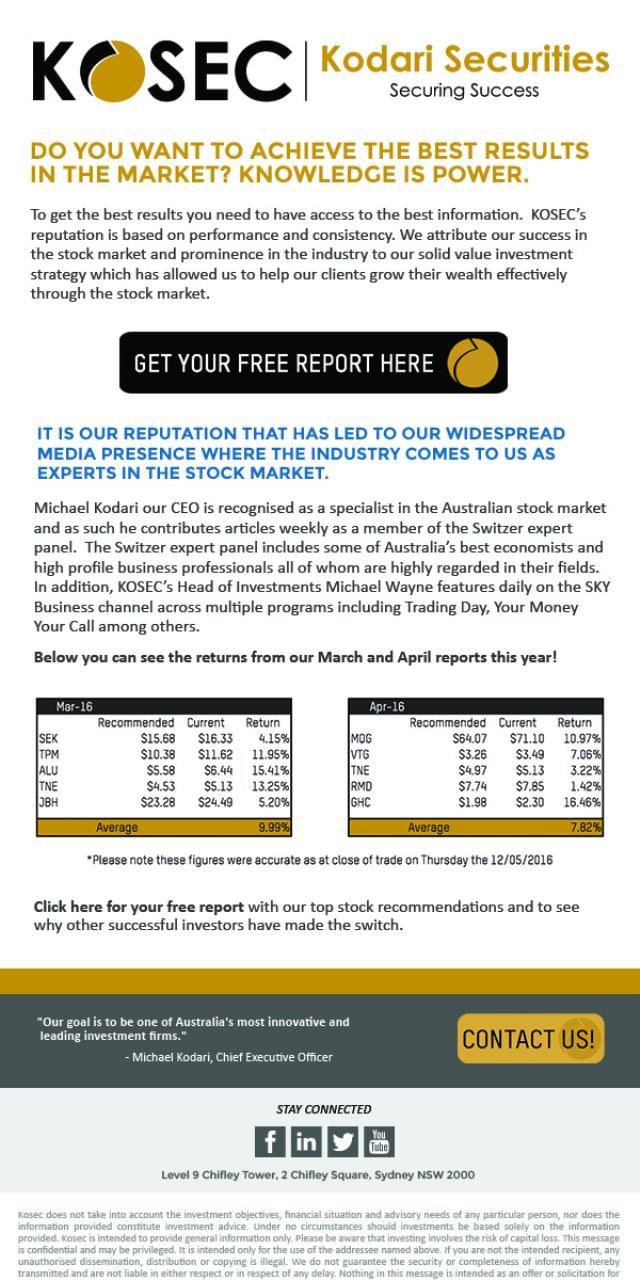 KOSEC
Kodari Securities
Securing Success
DO YOU WANT TO ACHIEVE THE BEST RESULTS
IN THE MARKET? KNOWLEDGE IS POWER.
To get the best results you need to have access to the best information. KOSEC's
reputation is based on performance and consistency. We attribute our success in
the stock market and prominence in the industry to our solid value investment
strategy which has allowed us to help our clients grow their wealth effectively
through the stock market.
GET YOUR FREE REPORT HERE
IT IS OUR REPUTATION THAT HAS LED TO OUR WIDESPREAD
MEDIA PRESENCE WHERE THE INDUSTRY COMES TO US AS
EXPERTS IN THE STOCK MARKET.
Michael Kodari our CEO is recognised as a specialist in the Australian stock market
and as such he contributes articles weekly as a member of the Switzer expert
panel. The Switzer expert panel includes some of Australia's best economists and
high profile business professionals all of whom are highly regarded in their fields.
In addition, KOSEC's Head of Investments Michael Wayne features daily on the SKY
Business channel across multiple programs including Trading Day, Your Money
Your Call among others.
Below you can see the returns from our March and April reports this year!
Mar-16
Recommended Current Return
SEK $15.68 $16.33 4.15%
TPM $10.38 $11.62 11.95%
ALU $5.58 $6.44 15.41%
TNE $4.53 $5.13 13.25%
JBH $23.28 $24.49 5.20%
Average 9.99%
Apr-16
Recommended Current Return
MOG $64.07 $71.10 10.97%
VTG $3.26 $3.49 7.06%
TNE $4.97 $5.13 3.22%
RMD $7.74 $7.85 1.42%
GHC $1.98 $2.30 16.46%
Average 7.82%
*Please note these figures were accurate as at close of trade on Thursday the 12/05/2016
Click here for your free report with our top stock recommendations and to see
why other successful investors have made the switch.
"Our goal is to be one of Australia's most innovative and
leading investment firms."
- Michael Kodari, Chief Executive Officer
CONTACT US!
STAY CONNECTED
f in You
Tube
Level 9 Chifley Tower, 2 Chifley Square, Sydney NSW 2000
Kosec does not take into account the investment objectives, financial situation and advisory needs of any particular person, nor does the
information provided constitute investment advice. Under no circumstances should investments be based solely on the information
provided. Kosec is intended to provide general information only. Please be aware that investing involves the risk of capital loss. This message
is confidential and may be privileged. It is intended only for the use of the addressee named above. If you are not the intended recipient, any
unauthorised dissemination, distribution or copying is illegal. We do not guarantee the security or completeness of information hereby
transmitted and are not liable in either respect or in respect of any delay. Nothing in this message is intended as an offer or solicitation for